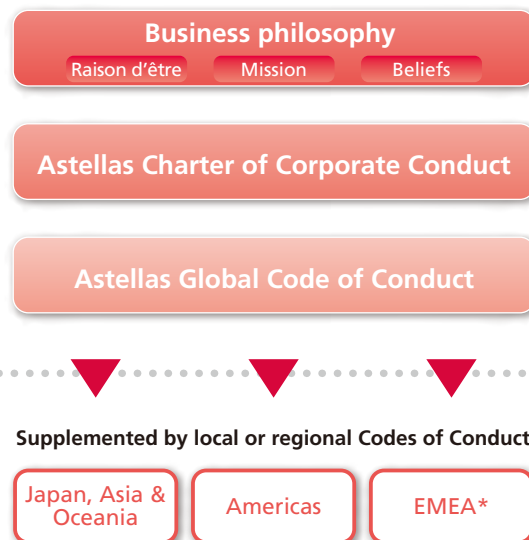 Business philosophy
Raison d'être Mission Beliefs
Astellas Charter of Corporate Conduct
Astellas Global Code of Conduct
Supplemented by local or regional Codes of Conduct
Japan, Asia &
Oceania
Americas
EMEA*